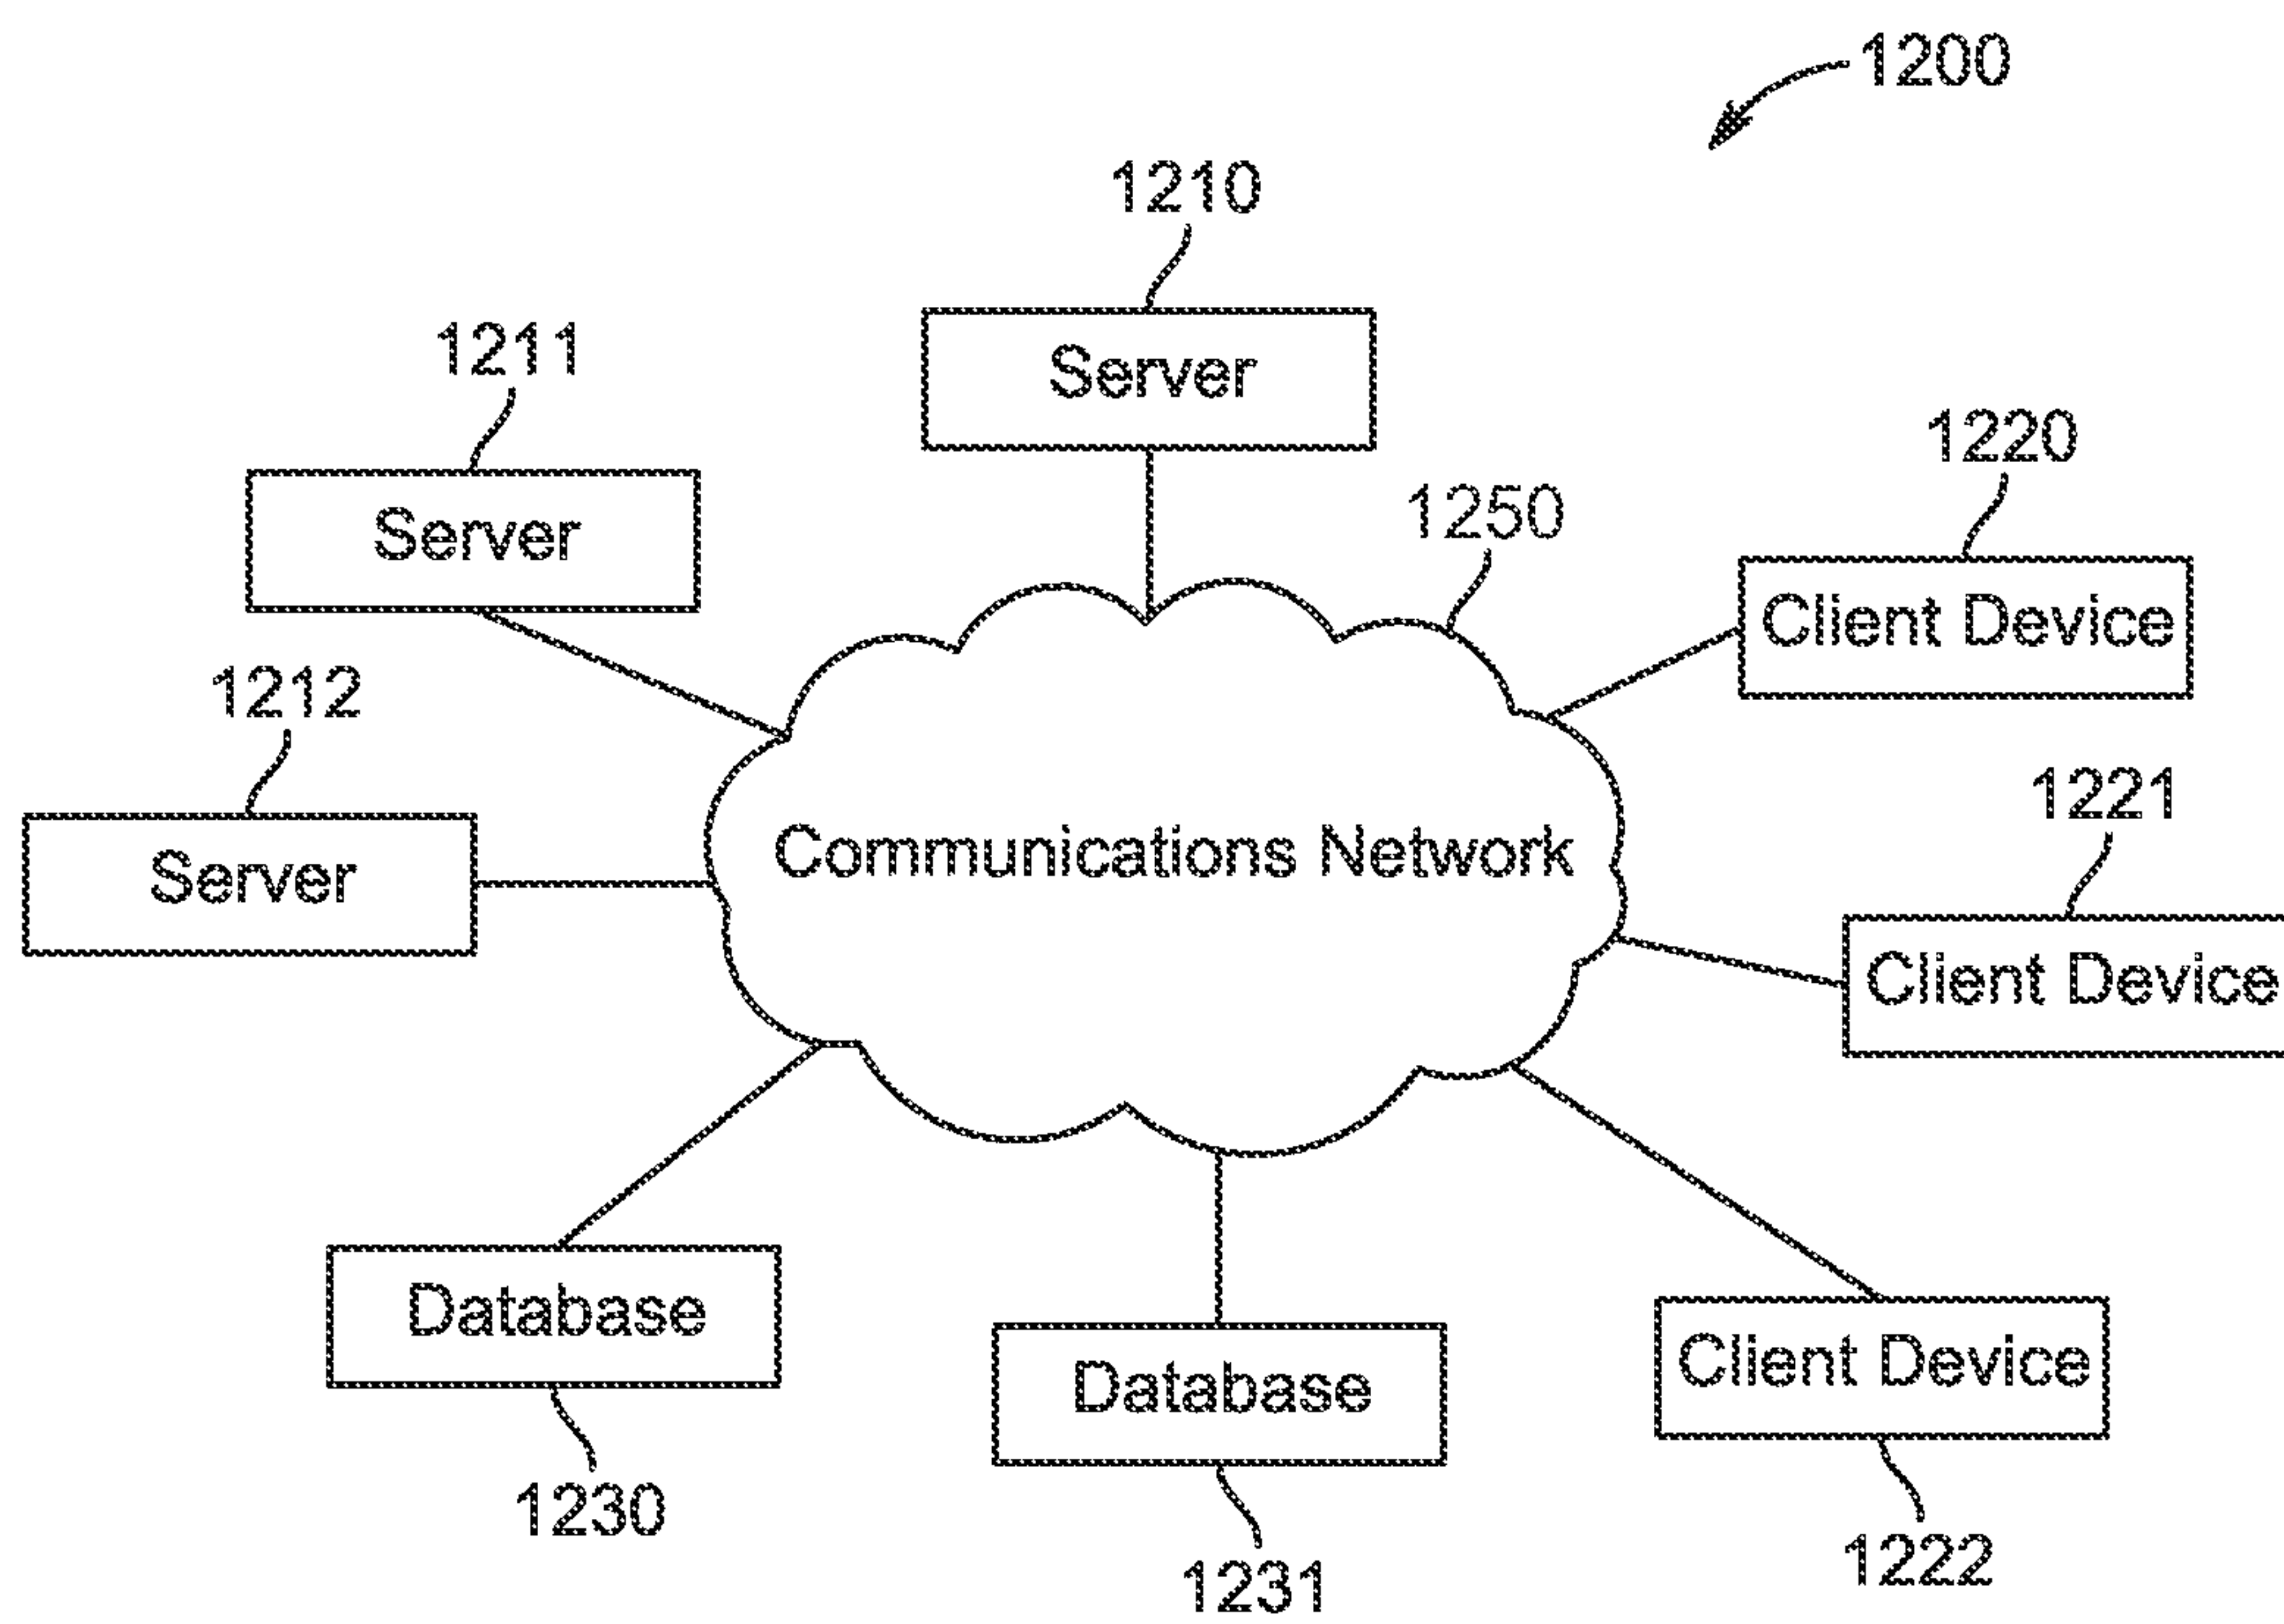 1200
1210
Server
1211
Server
1250
1220
Client Device
1212
Server
Communications Network
1221
Client Device
Database
1230
Database
1231
Client Device
1222